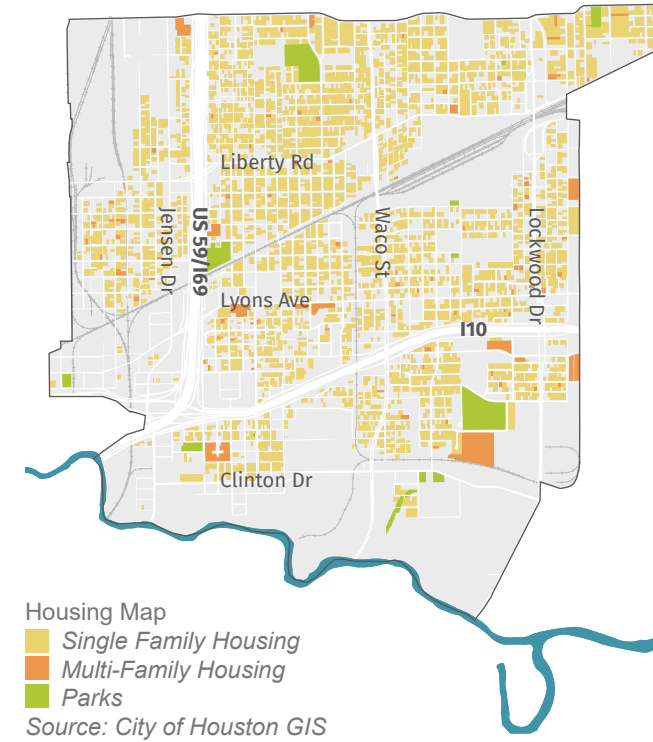 Liberty Rd
Jensen Dr
US 59/I69
Waco St
Lockwood Dr
Lyons Ave
I10
Clinton Dr
Housing Map
Single Family Housing
Multi-Family Housing
Parks
Source: City of Houston GIS